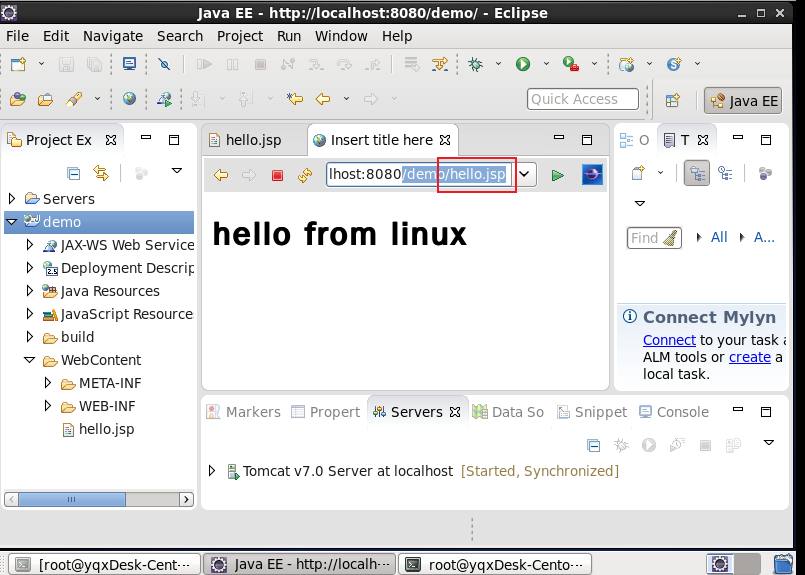 Java EE - http://localhost:8080/demo/ - Eclipse
File Edit Navigate Search Project Run Window Help
Quick Access
Java EE
Project Ex
hello.jsp
Insert title here
O
T
lhost:8080/demo/hello.jsp
Servers
demo
JAX-WS Web Service
Deployment Descrip
Java Resources
JavaScript Resource
build
WebContent
META-INF
WEB-INF
hello.jsp
hello from linux
Find
All
A...
Connect Mylyn
Connect to your task a
ALM tools or create a
local task.
Markers
Propert
Servers
Data So
Snippet
Console
Tomcat v7.0 Server at localhost [Started, Synchronized]
[root@yqxDesk-Cent···
Java EE - http://localh···
root@yqxDesk-Cento···